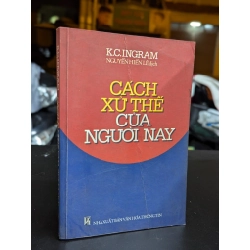 K.C.INGRAM
NGUYỄN HIẾN LÊ dịch
CÁCH
XỬ THẾ
CỦA
NGƯỜI NAY
NHÀ XUẤT BẢN VĂN HÓA THÔNG TIN